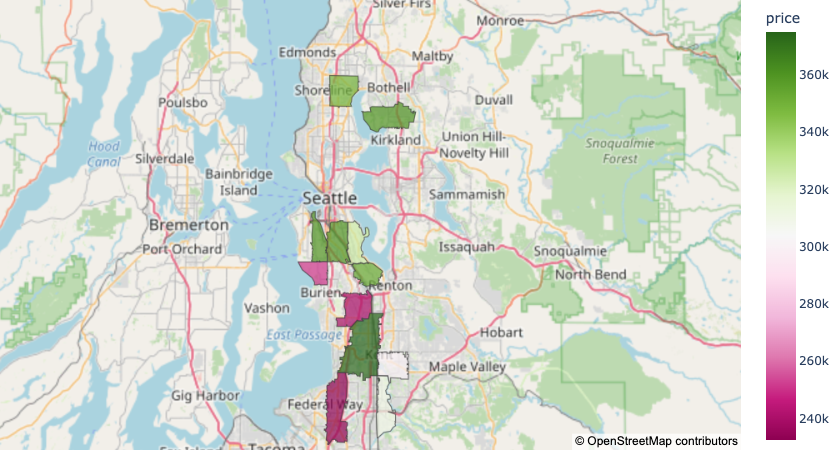 Silver Firs
Monroe
price
Edmonds
Maltby
Shoreline
Bothell
Poulsbo
Duvall
360k
Kirkland
Union Hill-
Novelty Hill
340k
Hood
Canal
Silverdale
Snoqualmie
Forest
Bainbridge
Island
Seattle
Sammamish
320k
Bremerton
Port Orchard
Issaquah
Snoqualmie
300k
North Bend
Burien
Renton
Vashon
280k
East Passage
Hobart
Kent
Maple Valley
260k
Gig Harbor
Federal Way
240k
Tacoma
© OpenStreetMap contributors